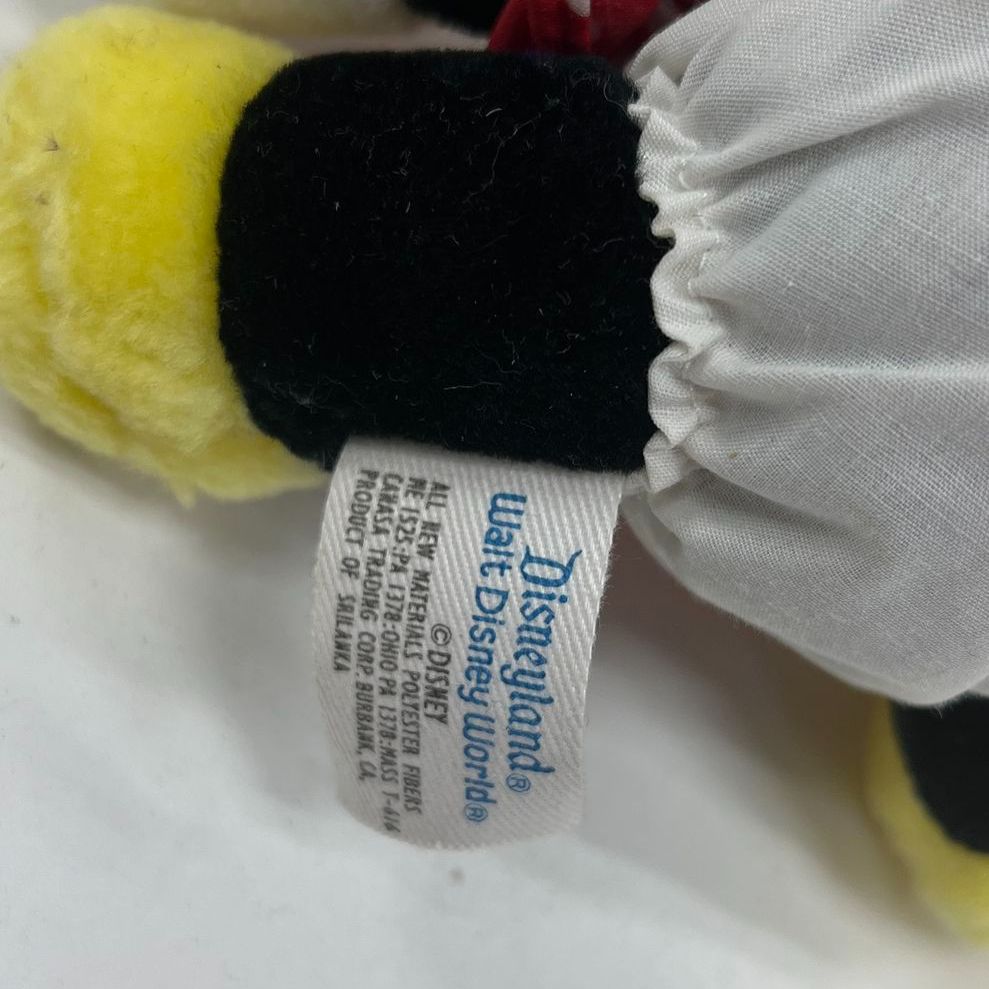 Disneyland®
Walt Disney World®
© DISNEY
ALL NEW MATERIALS POLYESTER FIBERS
ME 1525·PA 1378·OHIO PA 1378·MASS T-616
CANASA TRADING CORP. BURBANK, CA.
PRODUCT OF SRILANKA